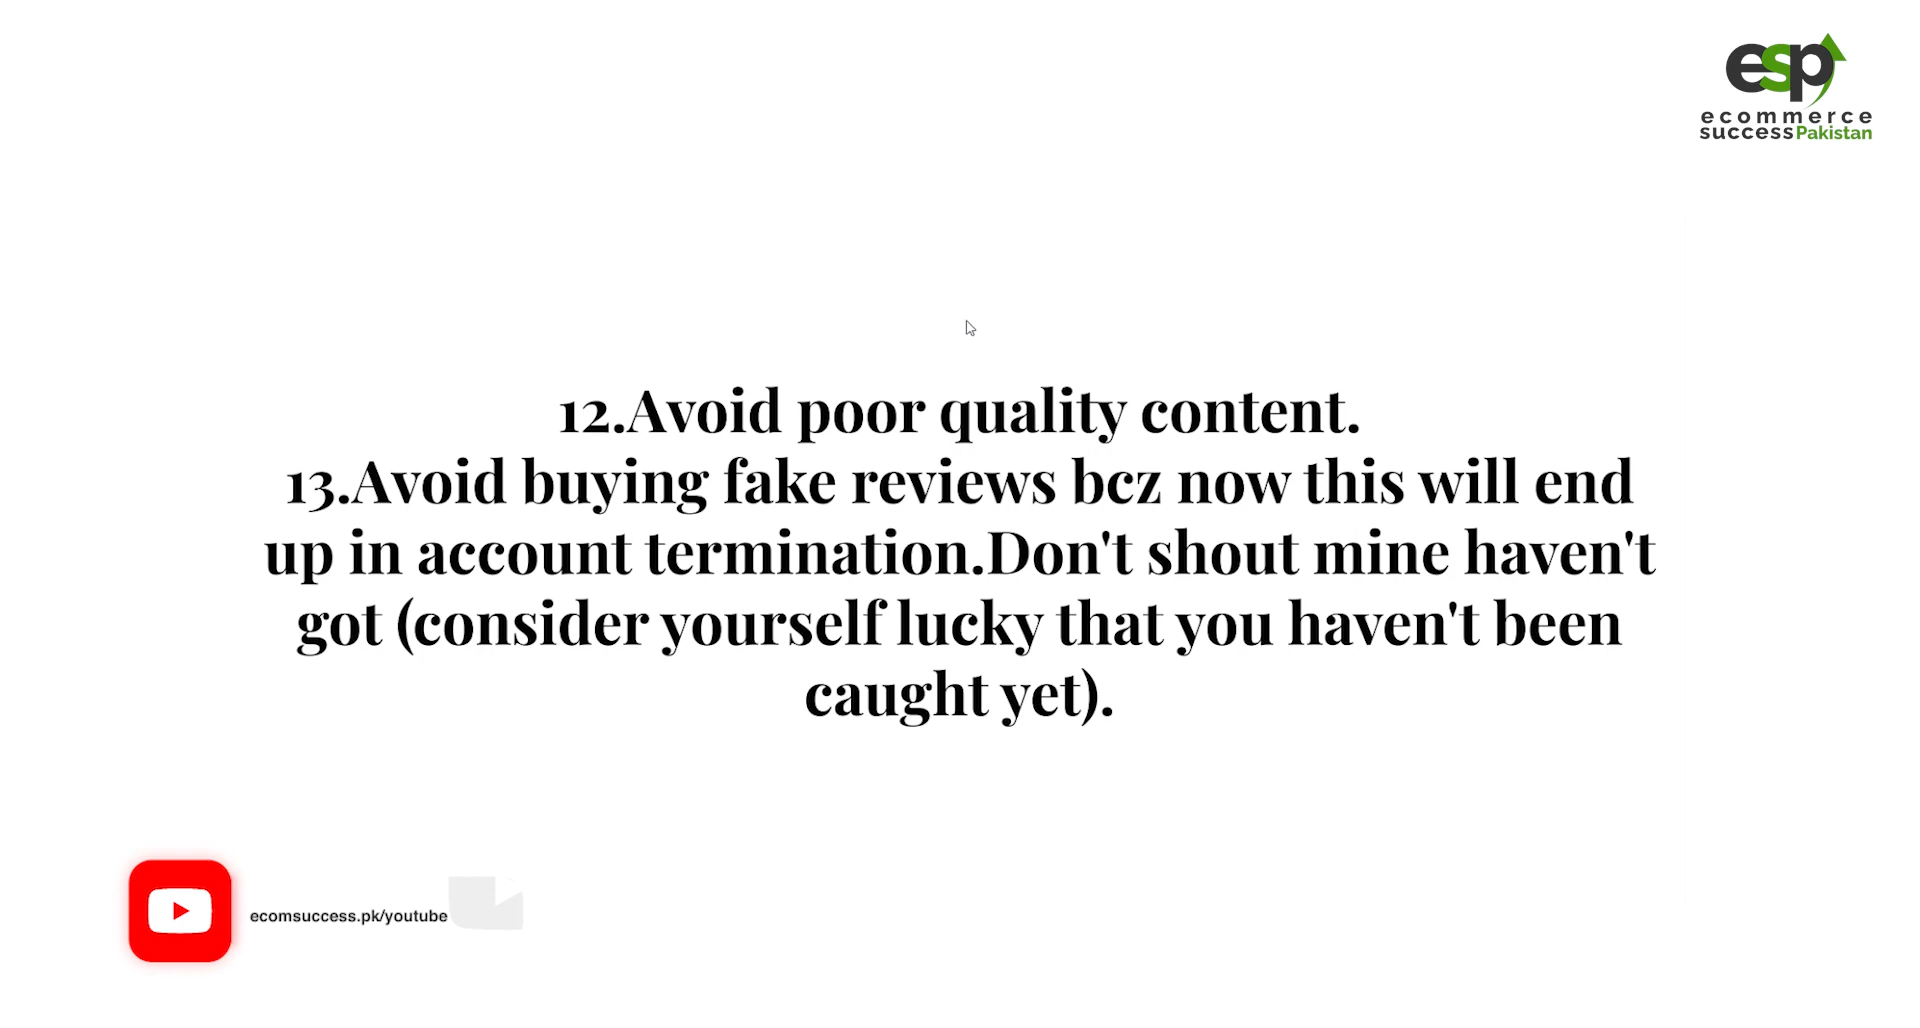 esp
ecommerce
successPakistan
12.Avoid poor quality content.
13.Avoid buying fake reviews bcz now this will end
up in account termination.Don't shout mine haven't
got (consider yourself lucky that you haven't been
caught yet).
ecomsuccess.pk/youtube